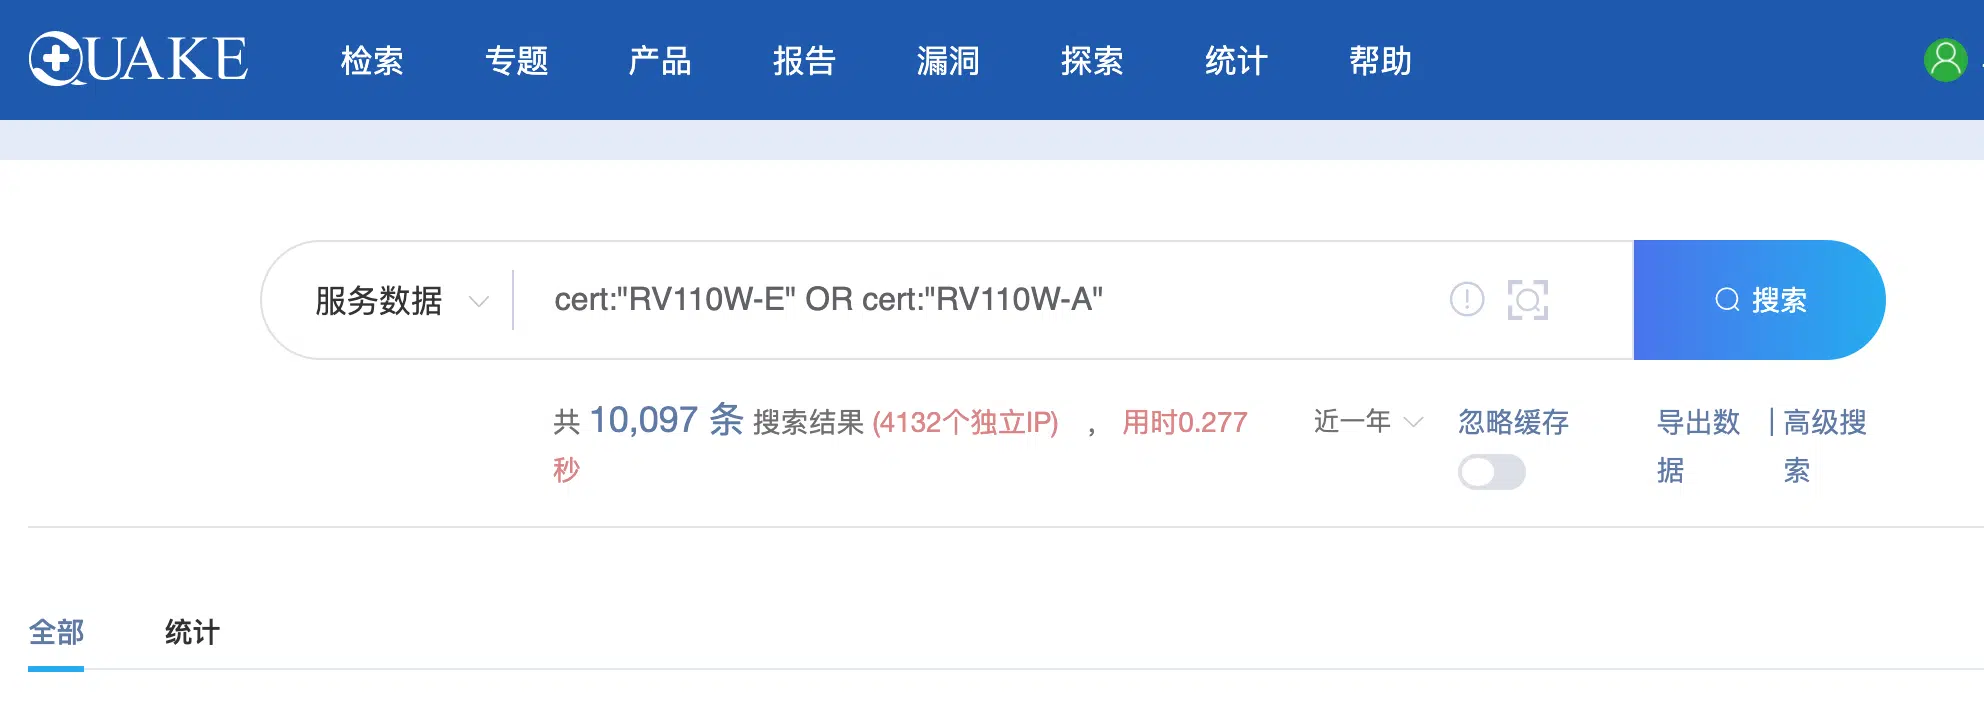 QUAKE 检索 专题 产品 报告 漏洞 探索 统计 帮助
服务数据 cert:"RV110W-E" OR cert:"RV110W-A" 搜索
共 10,097 条 搜索结果 (4132个独立IP) ， 用时0.277
秒
近一年 忽略缓存
导出数
据
| 高级搜
索
全部 统计